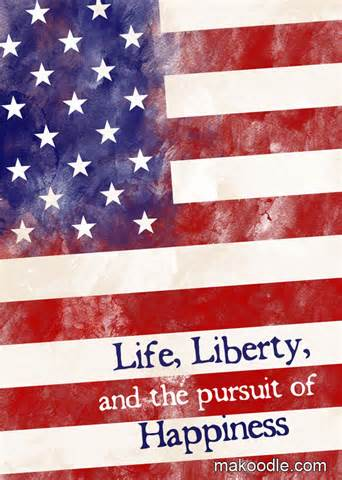 Life, Liberty,
and the pursuit of
Happiness
makoodle.com